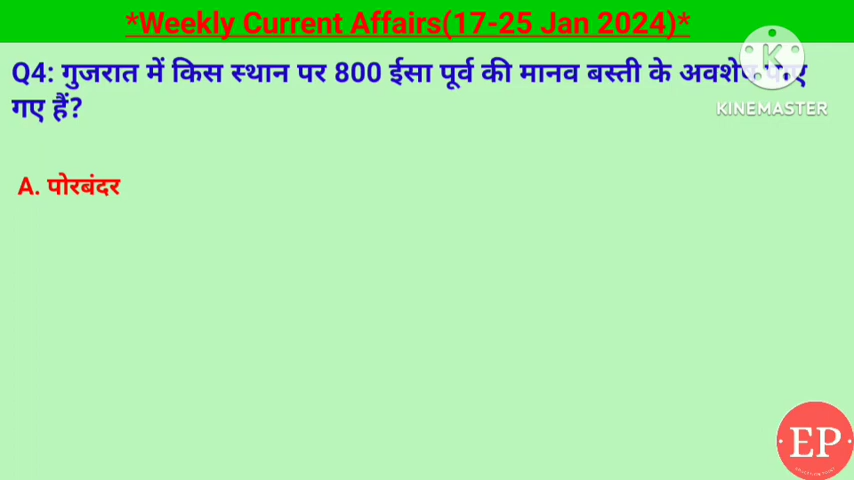 *Weekly Current Affairs(17-25 Jan 2024)*
Q4: गुजरात में किस स्थान पर 800 ईसा पूर्व की मानव बस्ती के अवशेष पाए
गए हैं?
KINEMASTER
A. पोरबंदर
EP